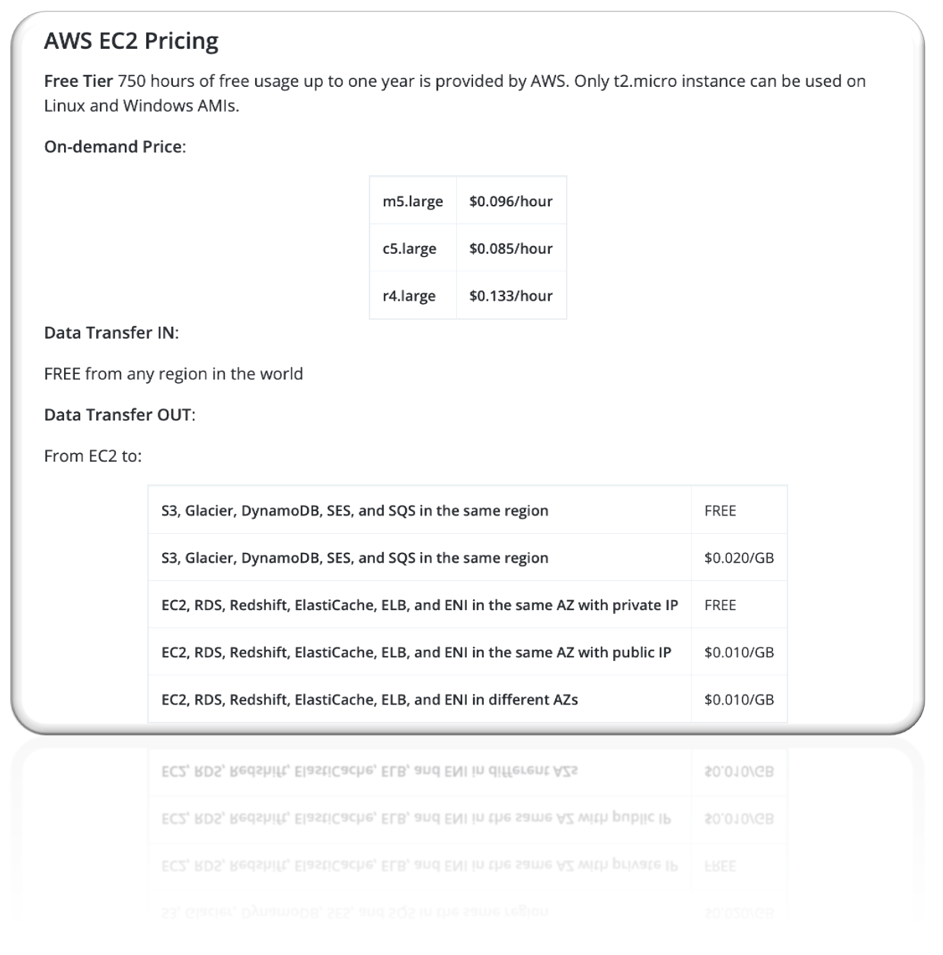 AWS EC2 Pricing
Free Tier 750 hours of free usage up to one year is provided by AWS. Only t2.micro instance can be used on
Linux and Windows AMIs.
On-demand Price:
m5.large $0.096/hour
c5.large $0.085/hour
r4.large $0.133/hour
Data Transfer IN:
FREE from any region in the world
Data Transfer OUT:
From EC2 to:
S3, Glacier, DynamoDB, SES, and SQS in the same region FREE
S3, Glacier, DynamoDB, SES, and SQS in the same region $0.020/GB
EC2, RDS, Redshift, ElastiCache, ELB, and ENI in the same AZ with private IP FREE
EC2, RDS, Redshift, ElastiCache, ELB, and ENI in the same AZ with public IP $0.010/GB
EC2, RDS, Redshift, ElastiCache, ELB, and ENI in different AZs $0.010/GB